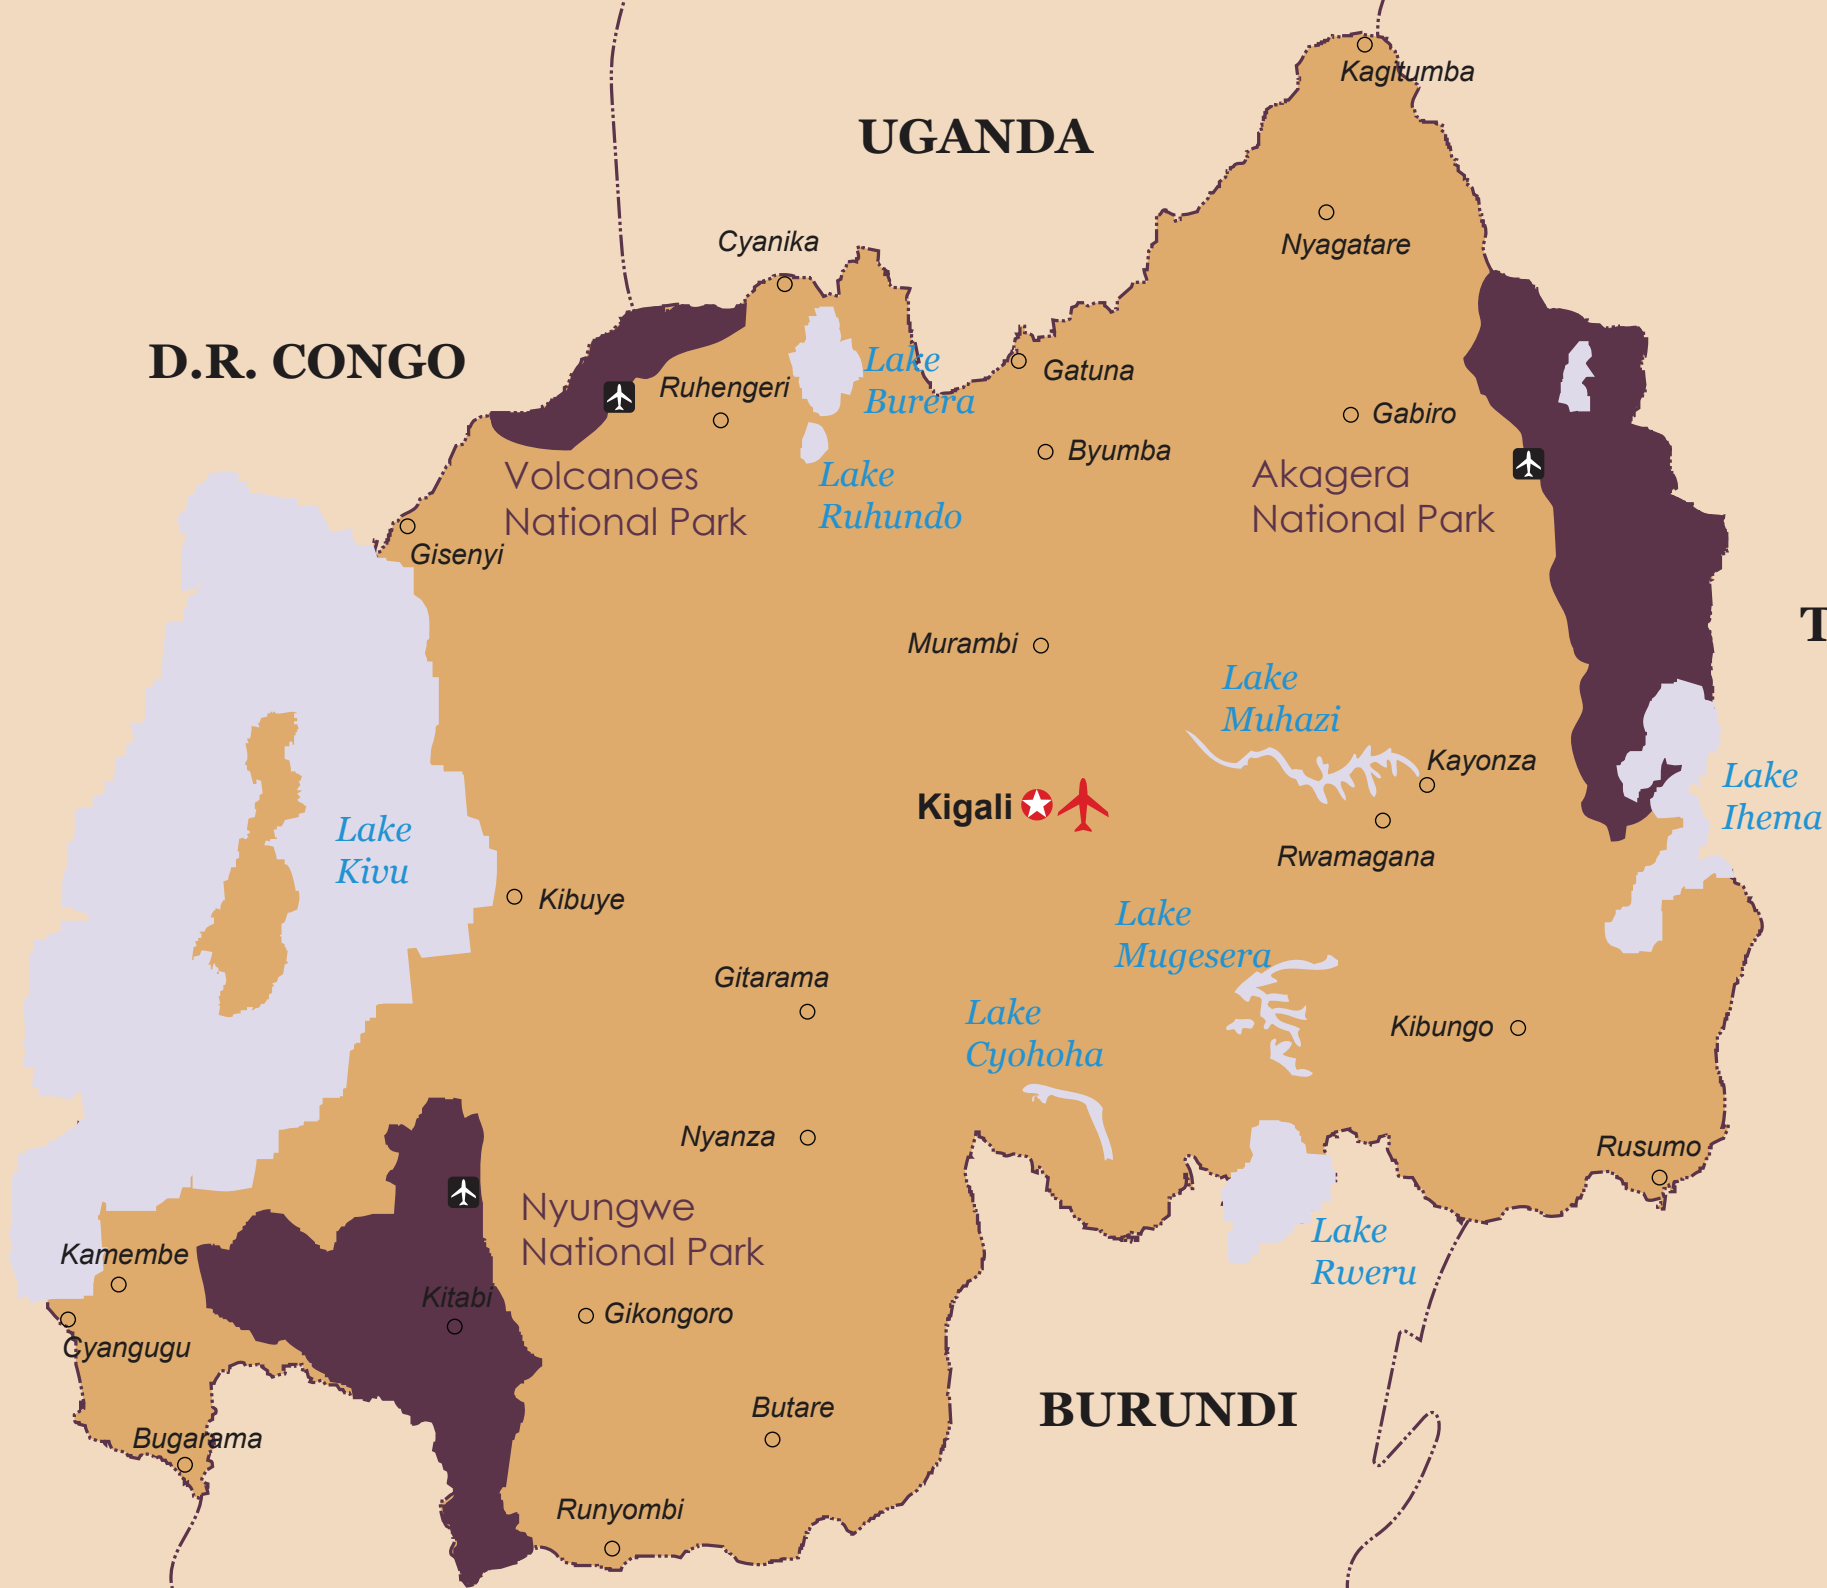 Kagitumba
UGANDA
Nyagatare
Cyanika
D.R. CONGO
Lake
Burera
Gatuna
Ruhengeri
Gabiro
Byumba
Volcanoes
National Park
Lake
Ruhundo
Akagera
National Park
Gisenyi
T
Murambi
Lake
Muhazi
Kayonza
Lake
Ihema
Kigali
Lake
Kivu
Rwamagana
Kibuye
Lake
Mugesera
Gitarama
Lake
Cyohoha
Kibungo
Nyanza
Rusumo
Nyungwe
National Park
Lake
Rweru
Kamembe
Kitabi
Gikongoro
Cyangugu
Butare
BURUNDI
Bugarama
Runyombi